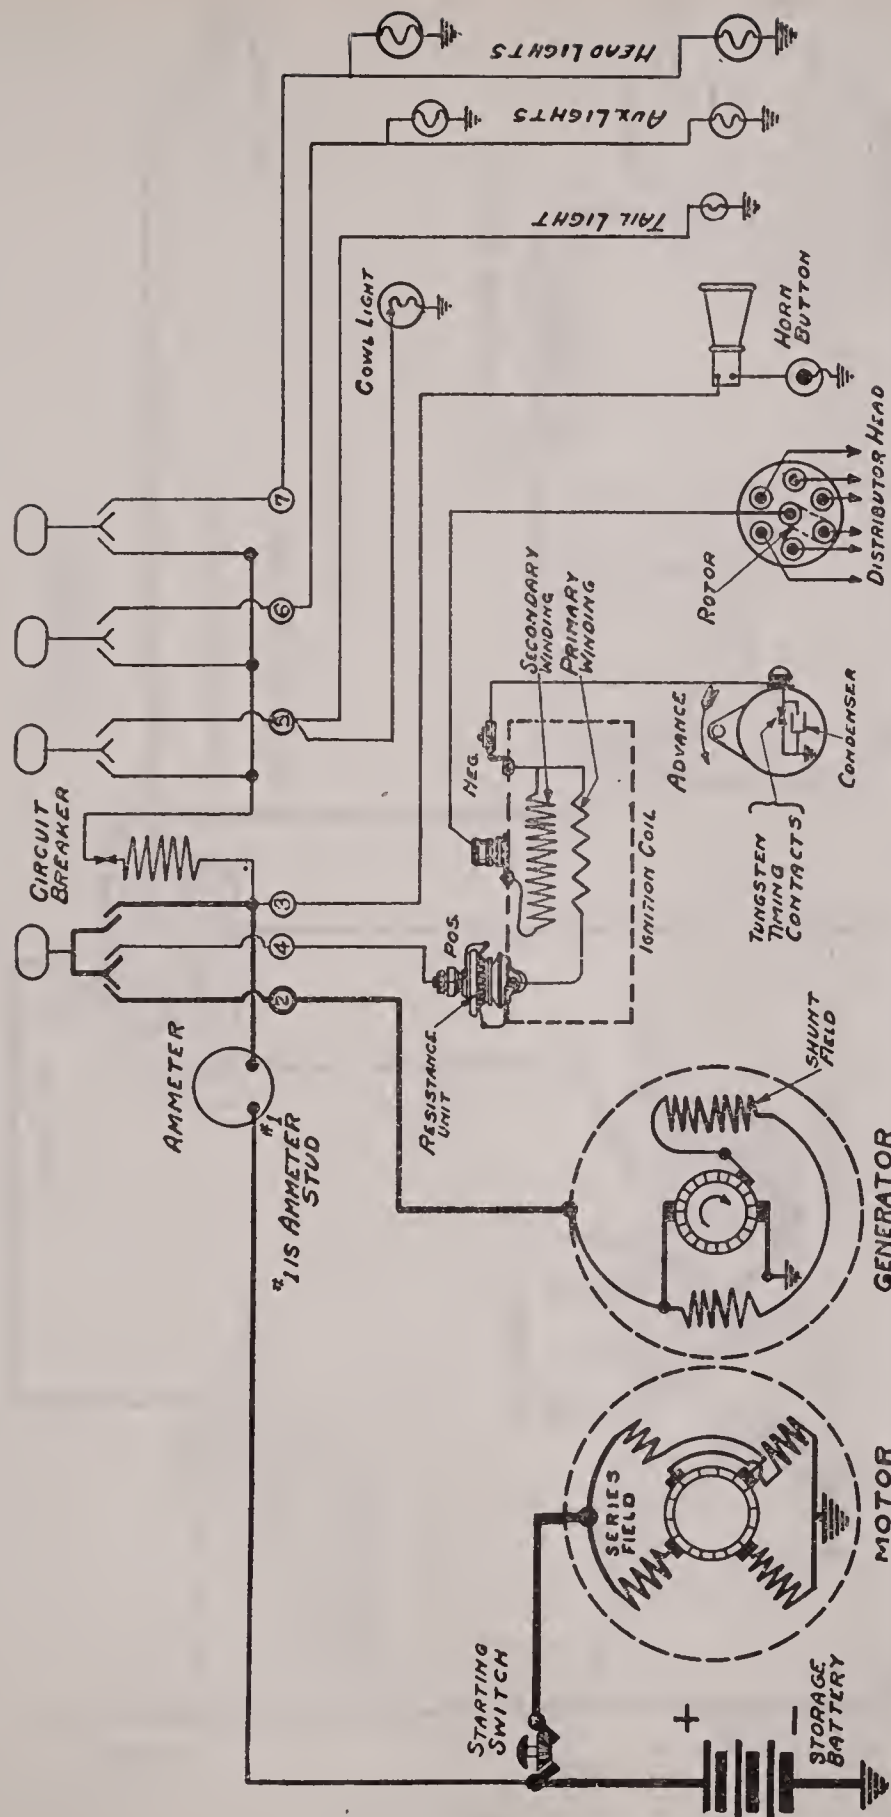 HEAD LIGHTS
AUX. LIGHTS
TAIL LIGHT
COWL LIGHT
HORN
BUTTON
DISTRIBUTOR HEAD
ROTOR
7
6
5
CIRCUIT
BREAKER
3
4
2
SECONDARY
WINDING
PRIMARY
WINDING
NEG.
POS.
IGNITION COIL
ADVANCE
CONDENSER
TUNGSTEN
TIMING
CONTACTS
RESISTANCE
UNIT
AMMETER
#1
#1 IS AMMETER
STUD
SHUNT
FIELD
GENERATOR
SERIES
FIELD
MOTOR
STARTING
SWITCH
+
-
STORAGE
BATTERY